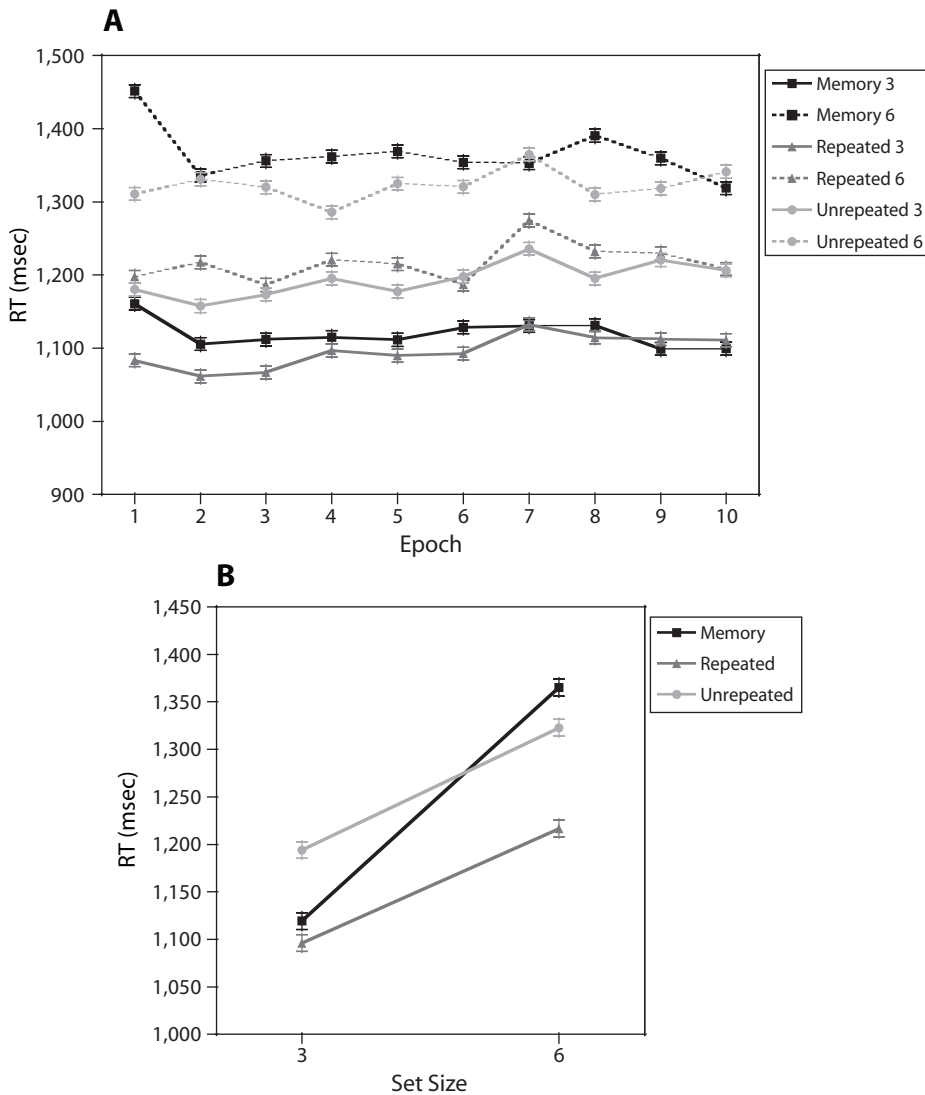 A
1,500
1,400
1,300
1,200
1,100
1,000
900
RT (msec)
1 2 3 4 5 6 7 8 9 10
Epoch
Memory 3
Memory 6
Repeated 3
Repeated 6
Unrepeated 3
Unrepeated 6
B
1,450
1,400
1,350
1,300
1,250
1,200
1,150
1,100
1,050
1,000
RT (msec)
3 6
Set Size
Memory
Repeated
Unrepeated